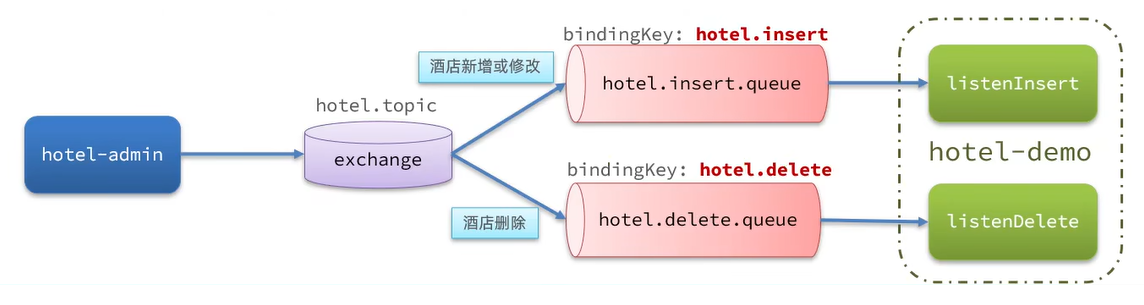 bindingKey: hotel.insert
酒店新增或修改
hotel.insert.queue
listenInsert
hotel.topic
hotel-admin
exchange
hotel-demo
bindingKey: hotel.delete
酒店删除
hotel.delete.queue
listenDelete